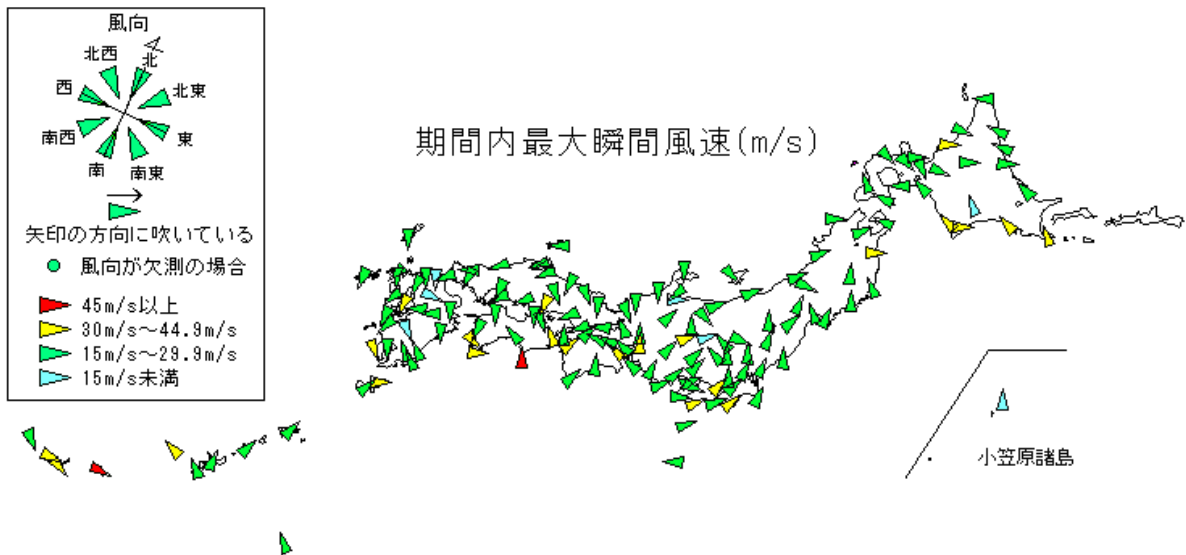 風向
北西
北
西
北東
南西
東
南
南東
矢印の方向に吹いている
風向が欠測の場合
45m/s以上
30m/s～44.9m/s
15m/s～29.9m/s
15m/s未満
期間内最大瞬間風速(m/s)
小笠原諸島